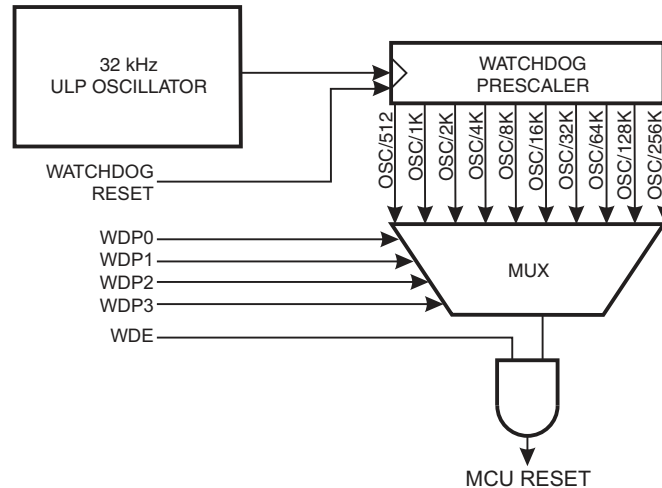 32 kHz
ULP OSCILLATOR
WATCHDOG
PRESCALER
OSC/512
OSC/1K
OSC/2K
OSC/4K
OSC/8K
OSC/16K
OSC/32K
OSC/64K
OSC/128K
OSC/256K
WATCHDOG
RESET
WDP0
WDP1
WDP2
WDP3
WDE
MUX
MCU RESET